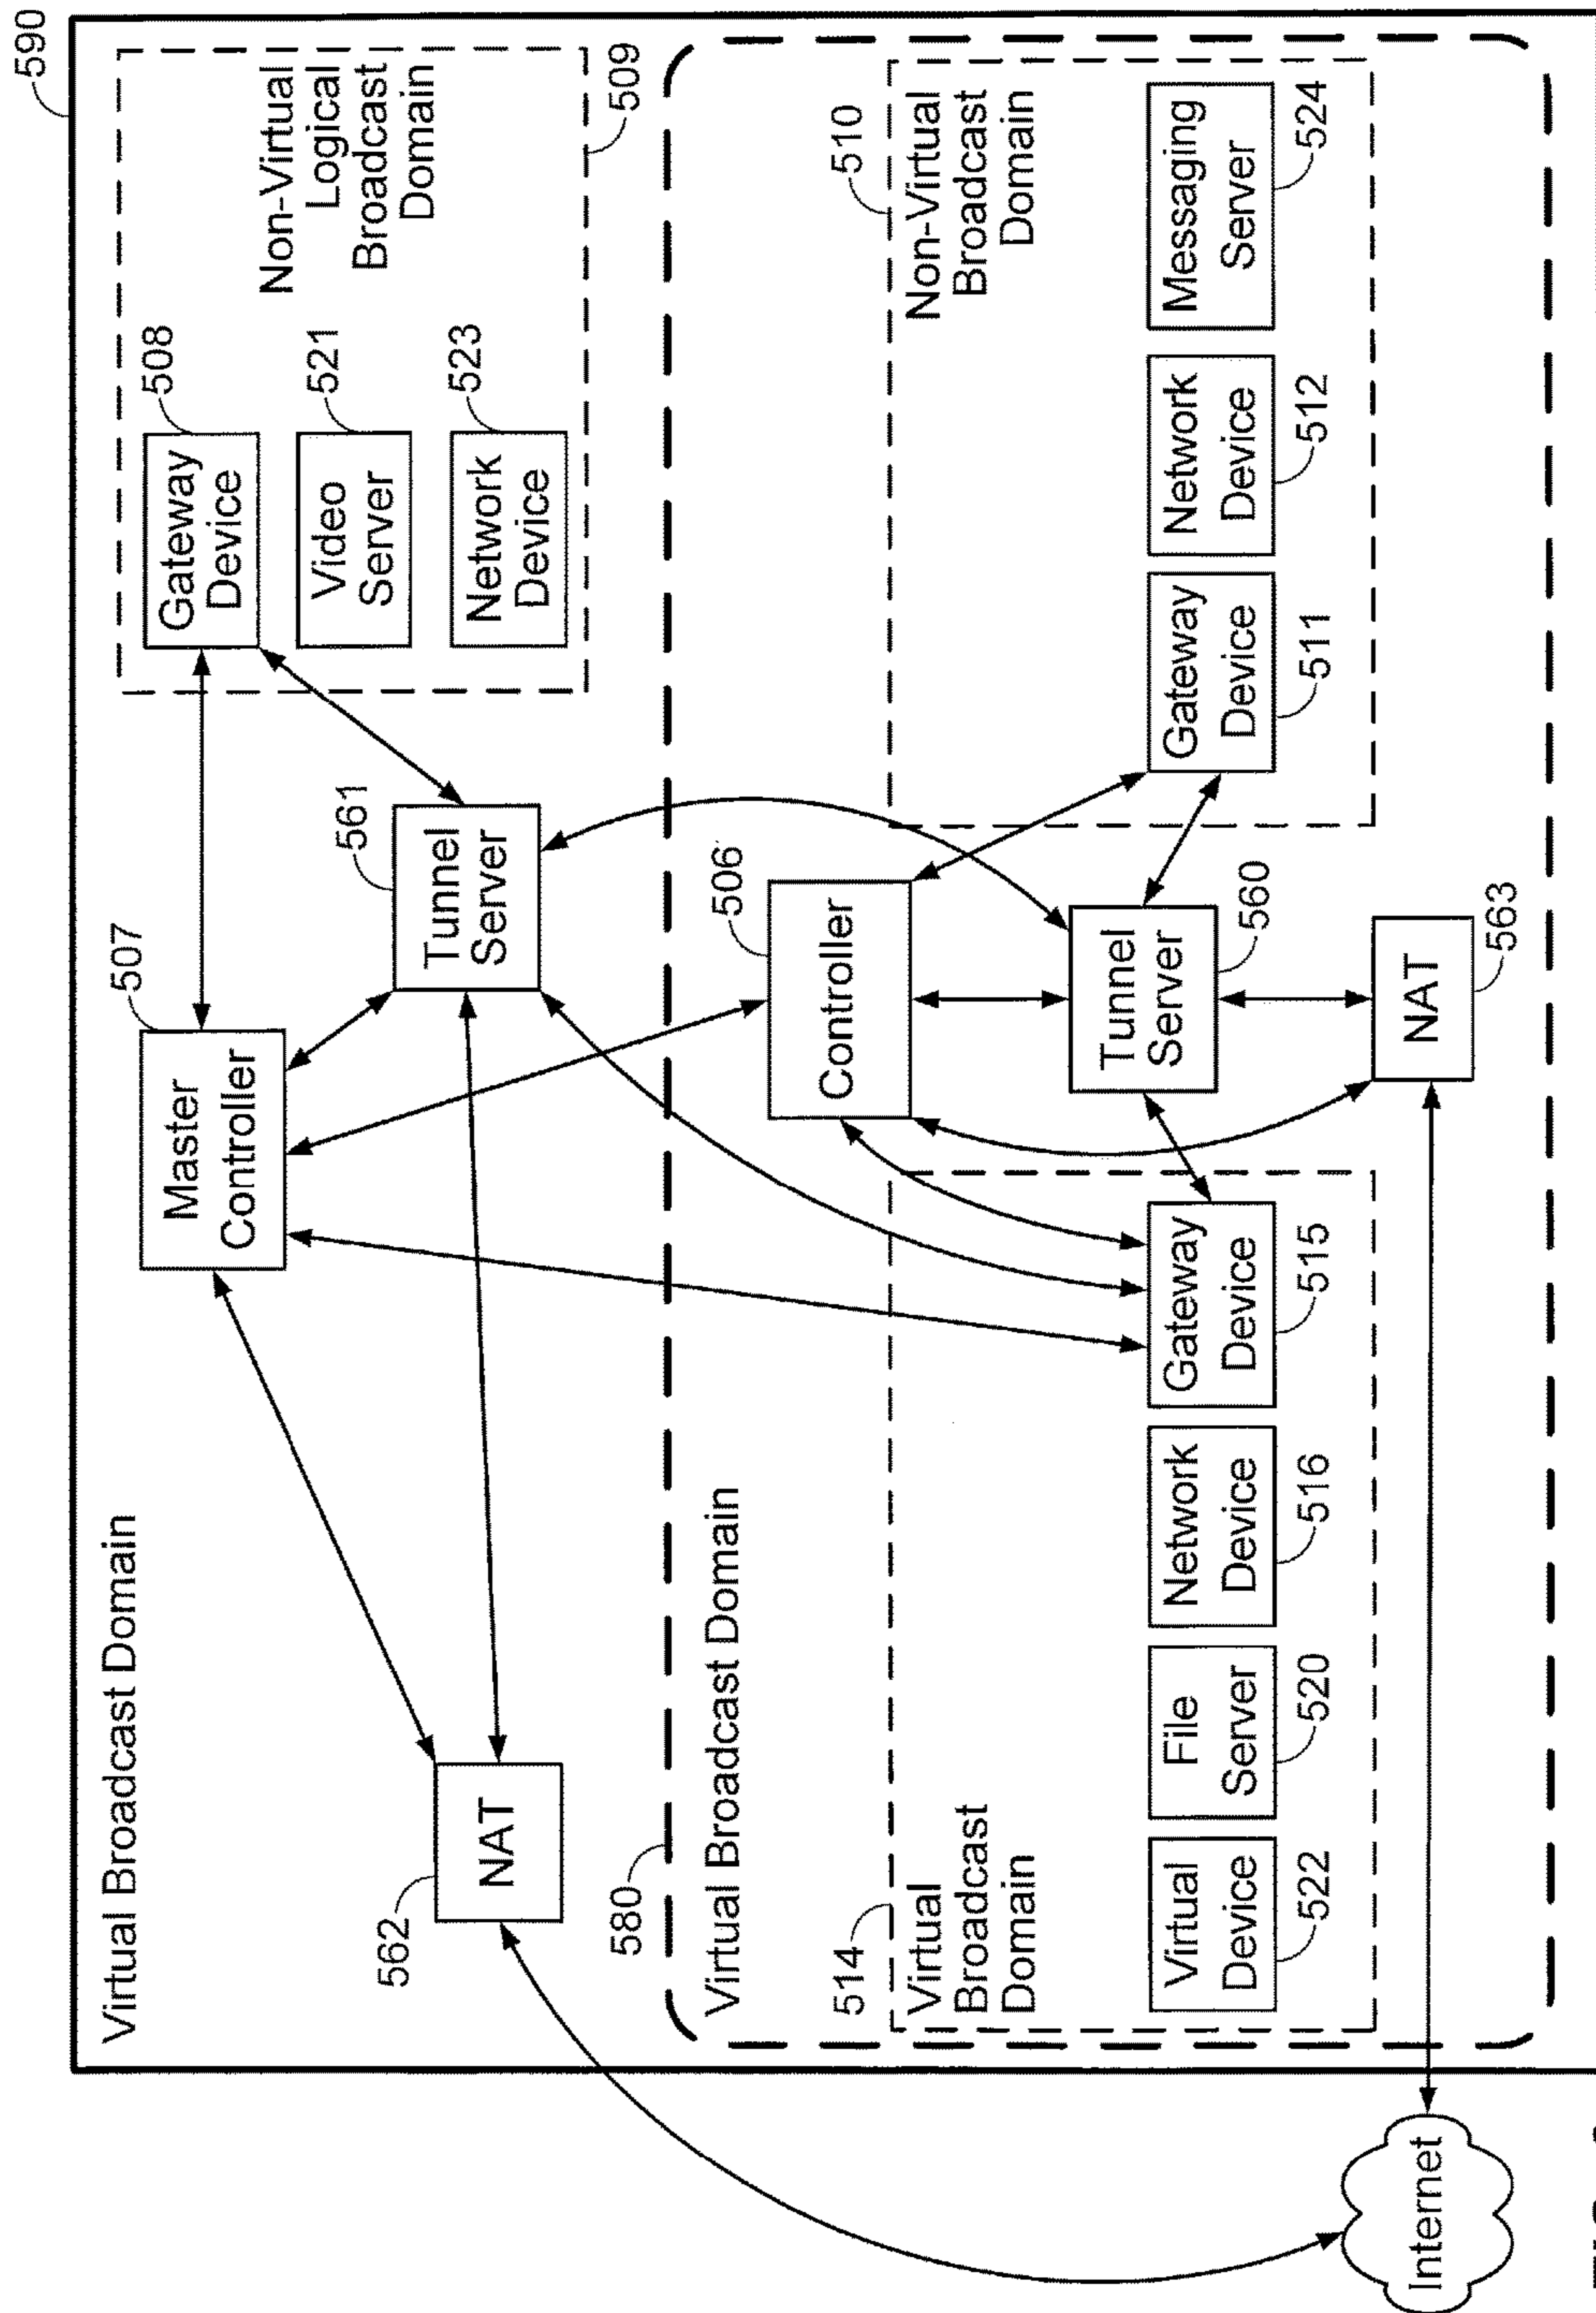 590
Virtual Broadcast Domain
Non-Virtual
Logical
Broadcast
Domain
509
Gateway
Device
508
Video
Server
521
Network
Device
523
507
Master
Controller
561
Tunnel
Server
562
NAT
580
Virtual Broadcast Domain
506
Controller
510
Non-Virtual
Broadcast
Domain
514
Virtual
Broadcast
Domain
Virtual
Device
522
File
Server
520
Network
Device
516
Gateway
Device
515
Tunnel
Server
560
Gateway
Device
511
Network
Device
512
Messaging
Server
524
NAT
563
Internet